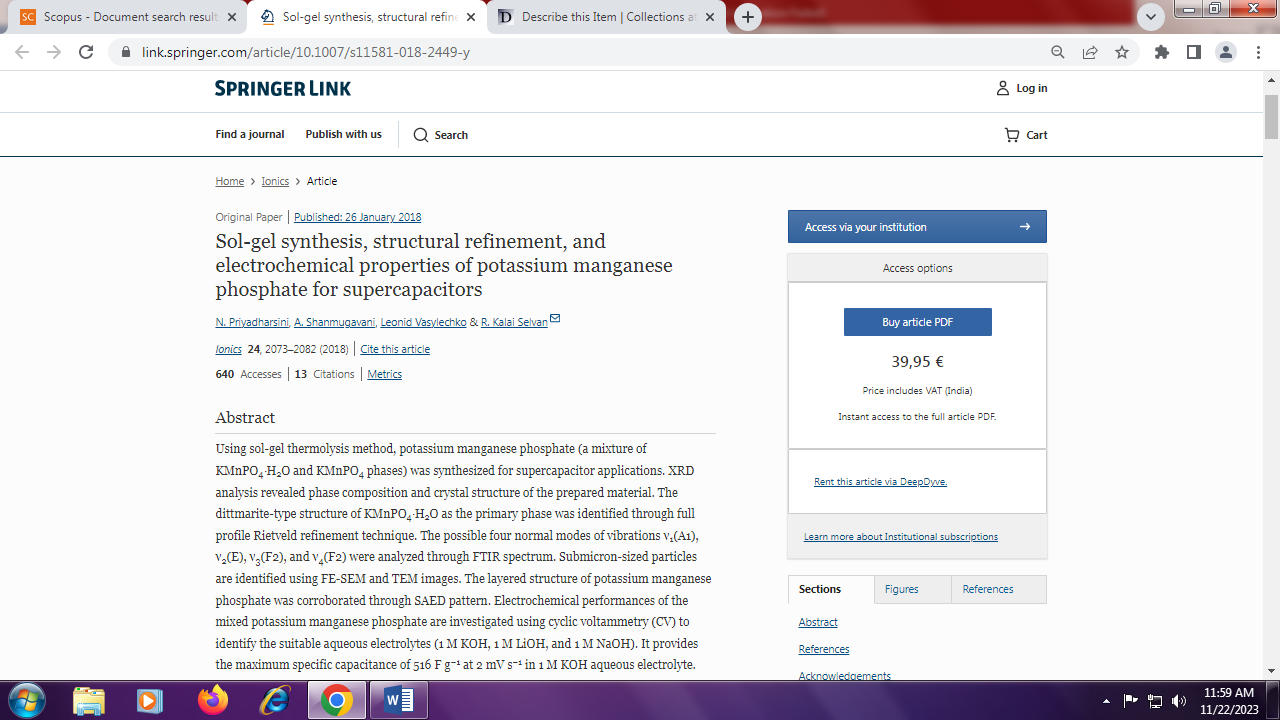 SC Scopus - Document search result
Sol-gel synthesis, structural refine
Describe this Item | Collections at
link.springer.com/article/10.1007/s11581-018-2449-y
SPRINGER LINK
Log in
Find a journal
Publish with us
Search
Cart
Home > Ionics > Article
Original Paper | Published: 26 January 2018
Sol-gel synthesis, structural refinement, and
electrochemical properties of potassium manganese
phosphate for supercapacitors
N. Priyadharsini, A. Shanmugavani, Leonid Vasylechko & R. Kalai Selvan
Ionics 24, 2073–2082 (2018) | Cite this article
640 Accesses | 13 Citations | Metrics
Abstract
Using sol-gel thermolysis method, potassium manganese phosphate (a mixture of
KMnPO₄·H₂O and KMnPO₄ phases) was synthesized for supercapacitor applications. XRD
analysis revealed phase composition and crystal structure of the prepared material. The
dittmarite-type structure of KMnPO₄·H₂O as the primary phase was identified through full
profile Rietveld refinement technique. The possible four normal modes of vibrations ν₁(A1),
ν₂(E), ν₃(F2), and ν₄(F2) were analyzed through FTIR spectrum. Submicron-sized particles
are identified using FE-SEM and TEM images. The layered structure of potassium manganese
phosphate was corroborated through SAED pattern. Electrochemical performances of the
mixed potassium manganese phosphate are investigated using cyclic voltammetry (CV) to
identify the suitable aqueous electrolytes (1 M KOH, 1 M LiOH, and 1 M NaOH). It provides
the maximum specific capacitance of 516 F g⁻¹ at 2 mV s⁻¹ in 1 M KOH aqueous electrolyte.
Access via your institution →
Access options
Buy article PDF
39,95 €
Price includes VAT (India)
Instant access to the full article PDF.
Rent this article via DeepDyve.
Learn more about Institutional subscriptions
Sections
Figures
References
Abstract
References
Acknowledgements
11:59 AM
11/22/2023